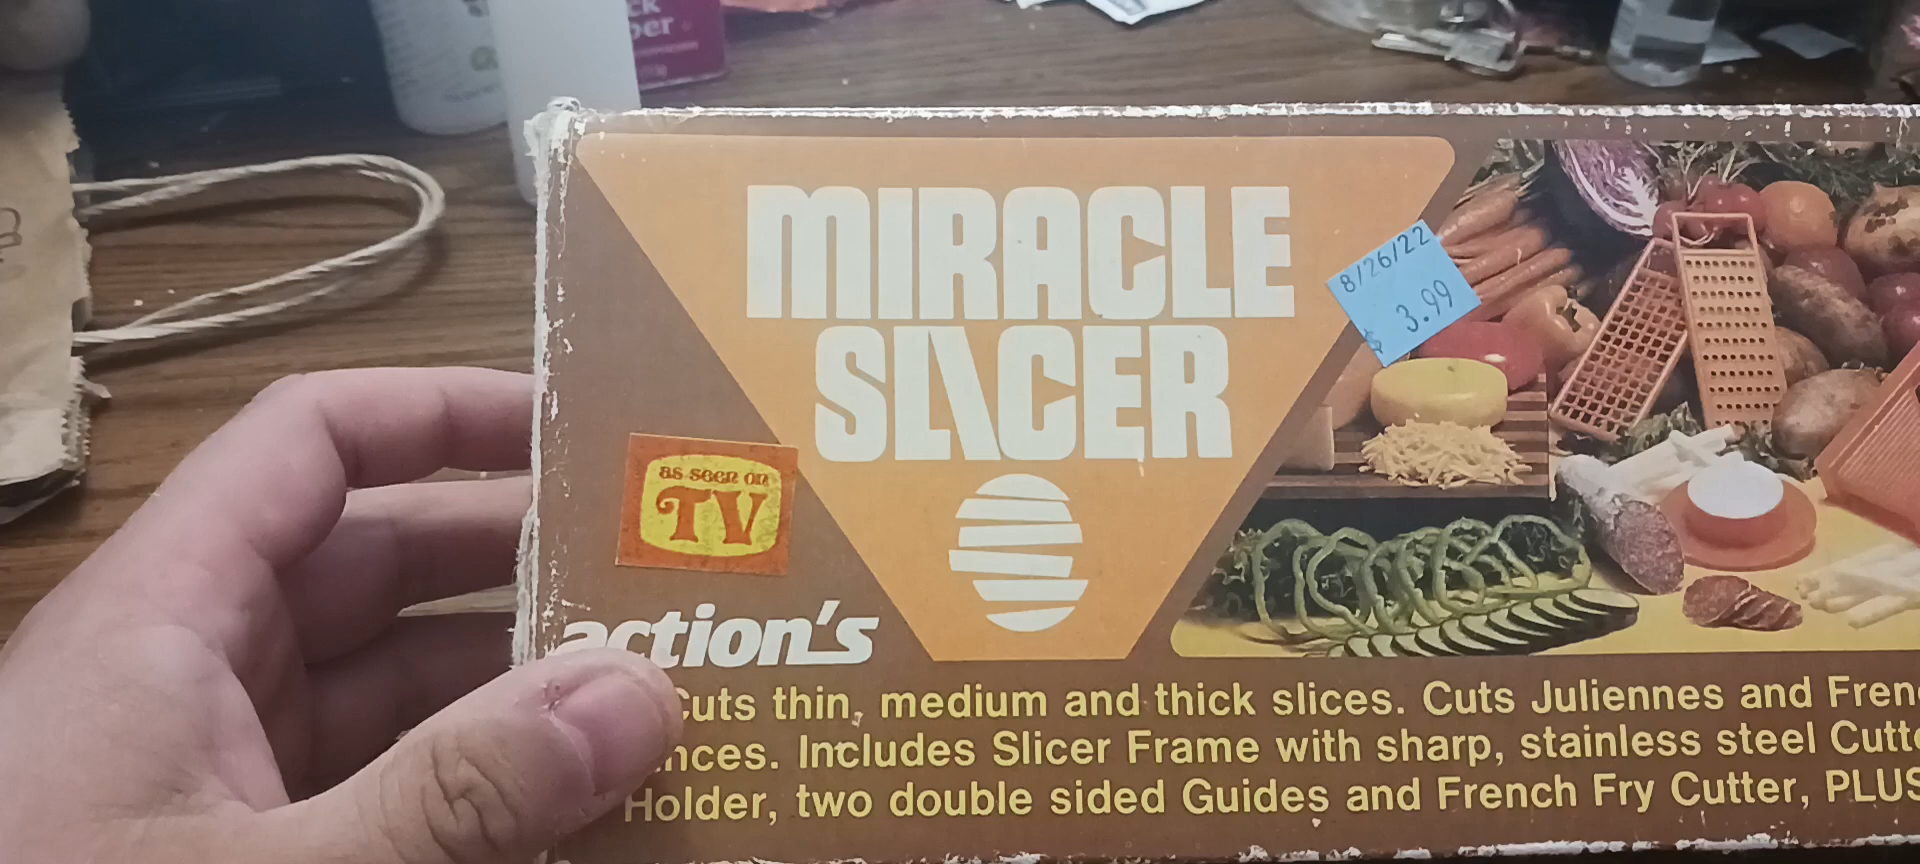 MIRACLE
SLICER
8/26/22
$ 3.99
as seen on
TV
action's
Cuts thin, medium and thick slices. Cuts Juliennes and
Includes Slicer Frame with sharp, stainless steel
Holder, two double sided Guides and French Fry Cutter, PLUS